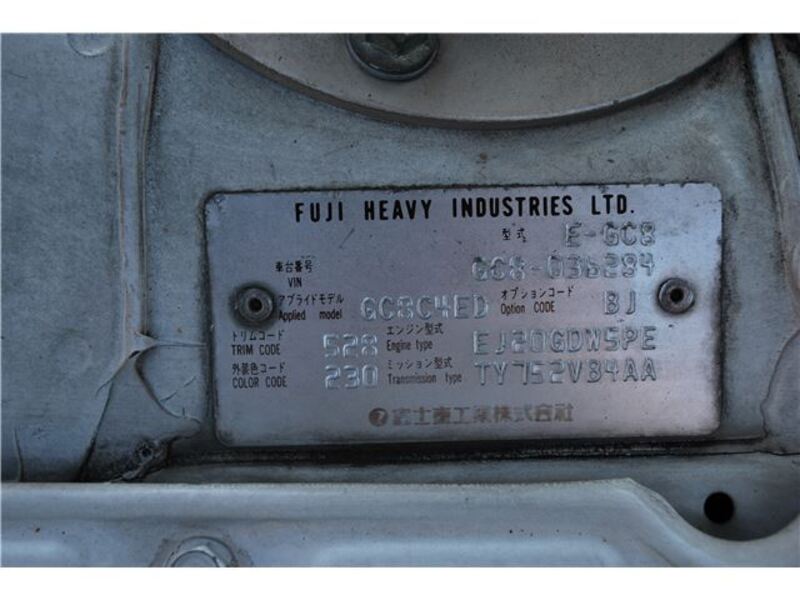 FUJI HEAVY INDUSTRIES LTD.
型式 E-GC8
車台番号 VIN GC8-036284
アプライドモデル Applied model GC8C4ED オプションコード Option CODE BJ
トリムコード TRIM CODE 528 エンジン型式 Engine type EJ20GDW5PE
外装色コード COLOR CODE 230 ミッション型式 Transmission type TY752VB4AA
富士重工業株式会社